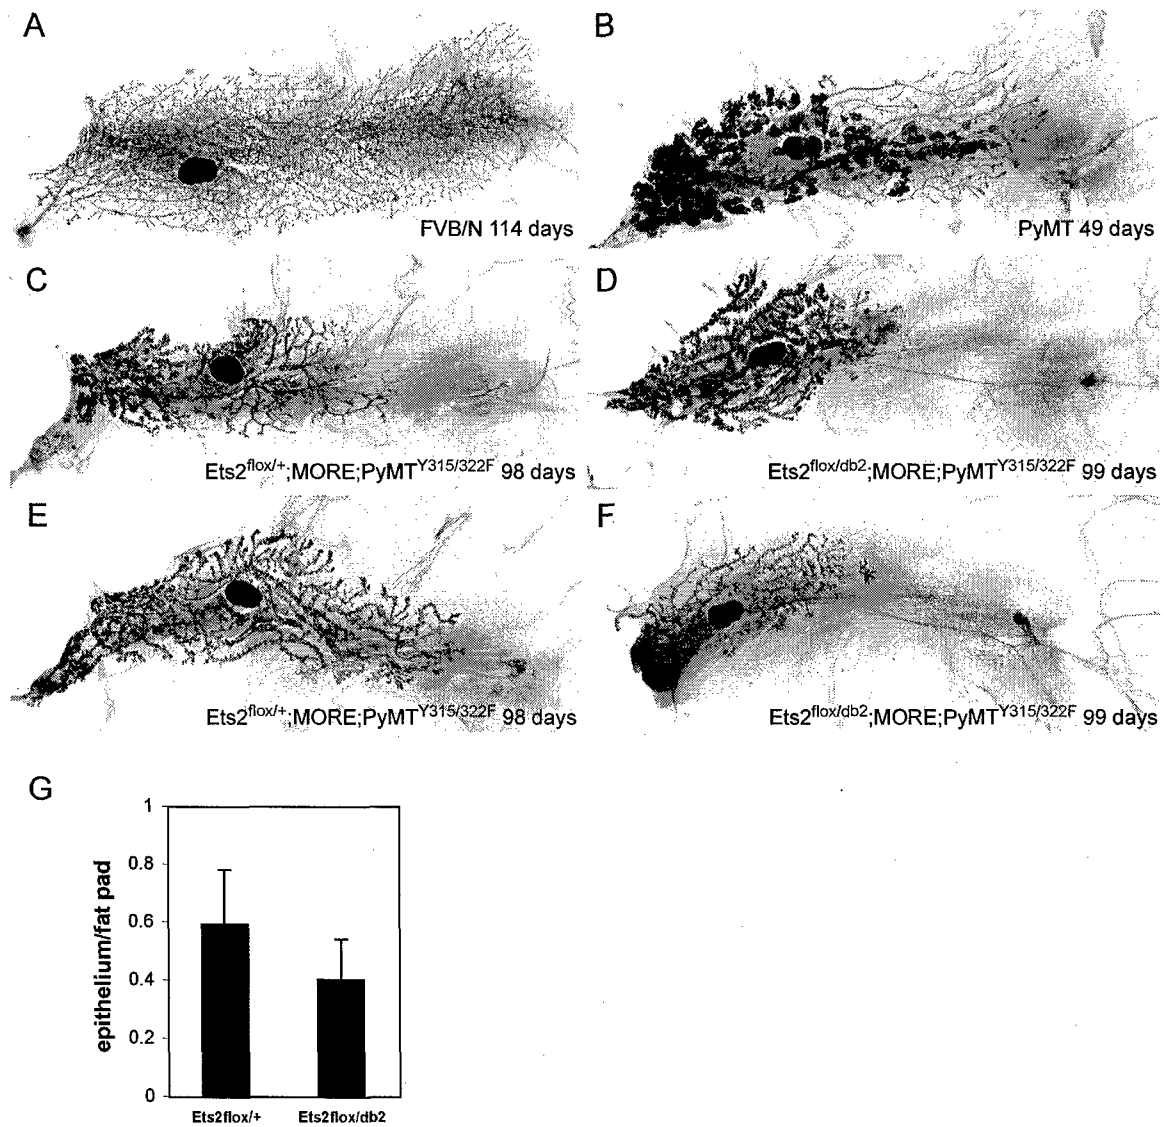 A
FVB/N 114 days
B
PyMT 49 days
C
Ets2flox/+;MORE;PyMTY315/322F 98 days
D
Ets2flox/db2;MORE;PyMTY315/322F 99 days
E
Ets2flox/+;MORE;PyMTY315/322F 98 days
F
Ets2flox/db2;MORE;PyMTY315/322F 99 days
G
epithelium/fat pad
1
0.8
0.6
0.4
0.2
0
Ets2flox/+ Ets2flox/db2